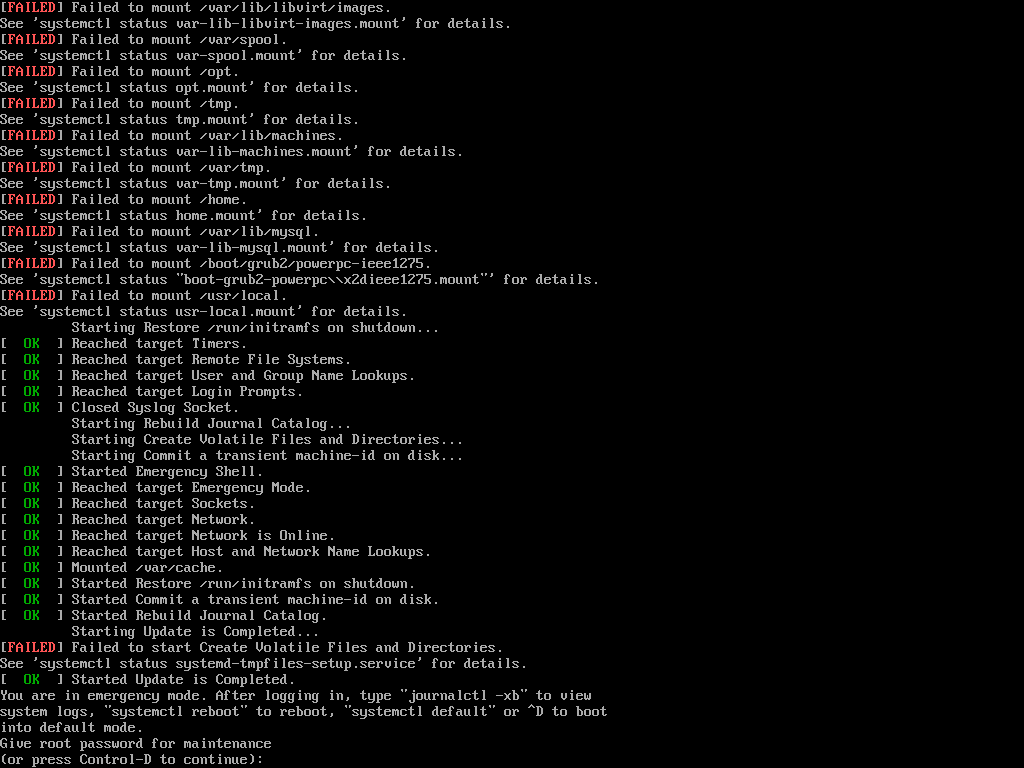 [FAILED] Failed to mount /var/lib/libvirt/images.
See 'systemctl status var-lib-libvirt-images.mount' for details.
[FAILED] Failed to mount /var/spool.
See 'systemctl status var-spool.mount' for details.
[FAILED] Failed to mount /opt.
See 'systemctl status opt.mount' for details.
[FAILED] Failed to mount /tmp.
See 'systemctl status tmp.mount' for details.
[FAILED] Failed to mount /var/lib/machines.
See 'systemctl status var-lib-machines.mount' for details.
[FAILED] Failed to mount /var/tmp.
See 'systemctl status var-tmp.mount' for details.
[FAILED] Failed to mount /home.
See 'systemctl status home.mount' for details.
[FAILED] Failed to mount /var/lib/mysql.
See 'systemctl status var-lib-mysql.mount' for details.
[FAILED] Failed to mount /boot/grub2/powerpc-ieee1275.
See 'systemctl status "boot-grub2-powerpc\\x2dieee1275.mount"' for details.
[FAILED] Failed to mount /usr/local.
See 'systemctl status usr-local.mount' for details.
         Starting Restore /run/initramfs on shutdown...
[  OK  ] Reached target Timers.
[  OK  ] Reached target Remote File Systems.
[  OK  ] Reached target User and Group Name Lookups.
[  OK  ] Reached target Login Prompts.
[  OK  ] Closed Syslog Socket.
         Starting Rebuild Journal Catalog...
         Starting Create Volatile Files and Directories...
         Starting Commit a transient machine-id on disk...
[  OK  ] Started Emergency Shell.
[  OK  ] Reached target Emergency Mode.
[  OK  ] Reached target Sockets.
[  OK  ] Reached target Network.
[  OK  ] Reached target Network is Online.
[  OK  ] Reached target Host and Network Name Lookups.
[  OK  ] Mounted /var/cache.
[  OK  ] Started Restore /run/initramfs on shutdown.
[  OK  ] Started Commit a transient machine-id on disk.
[  OK  ] Started Rebuild Journal Catalog.
         Starting Update is Completed...
[FAILED] Failed to start Create Volatile Files and Directories.
See 'systemctl status systemd-tmpfiles-setup.service' for details.
[  OK  ] Started Update is Completed.
You are in emergency mode. After logging in, type "journalctl -xb" to view
system logs, "systemctl reboot" to reboot, "systemctl default" or ^D to boot
into default mode.
Give root password for maintenance
(or press Control-D to continue):